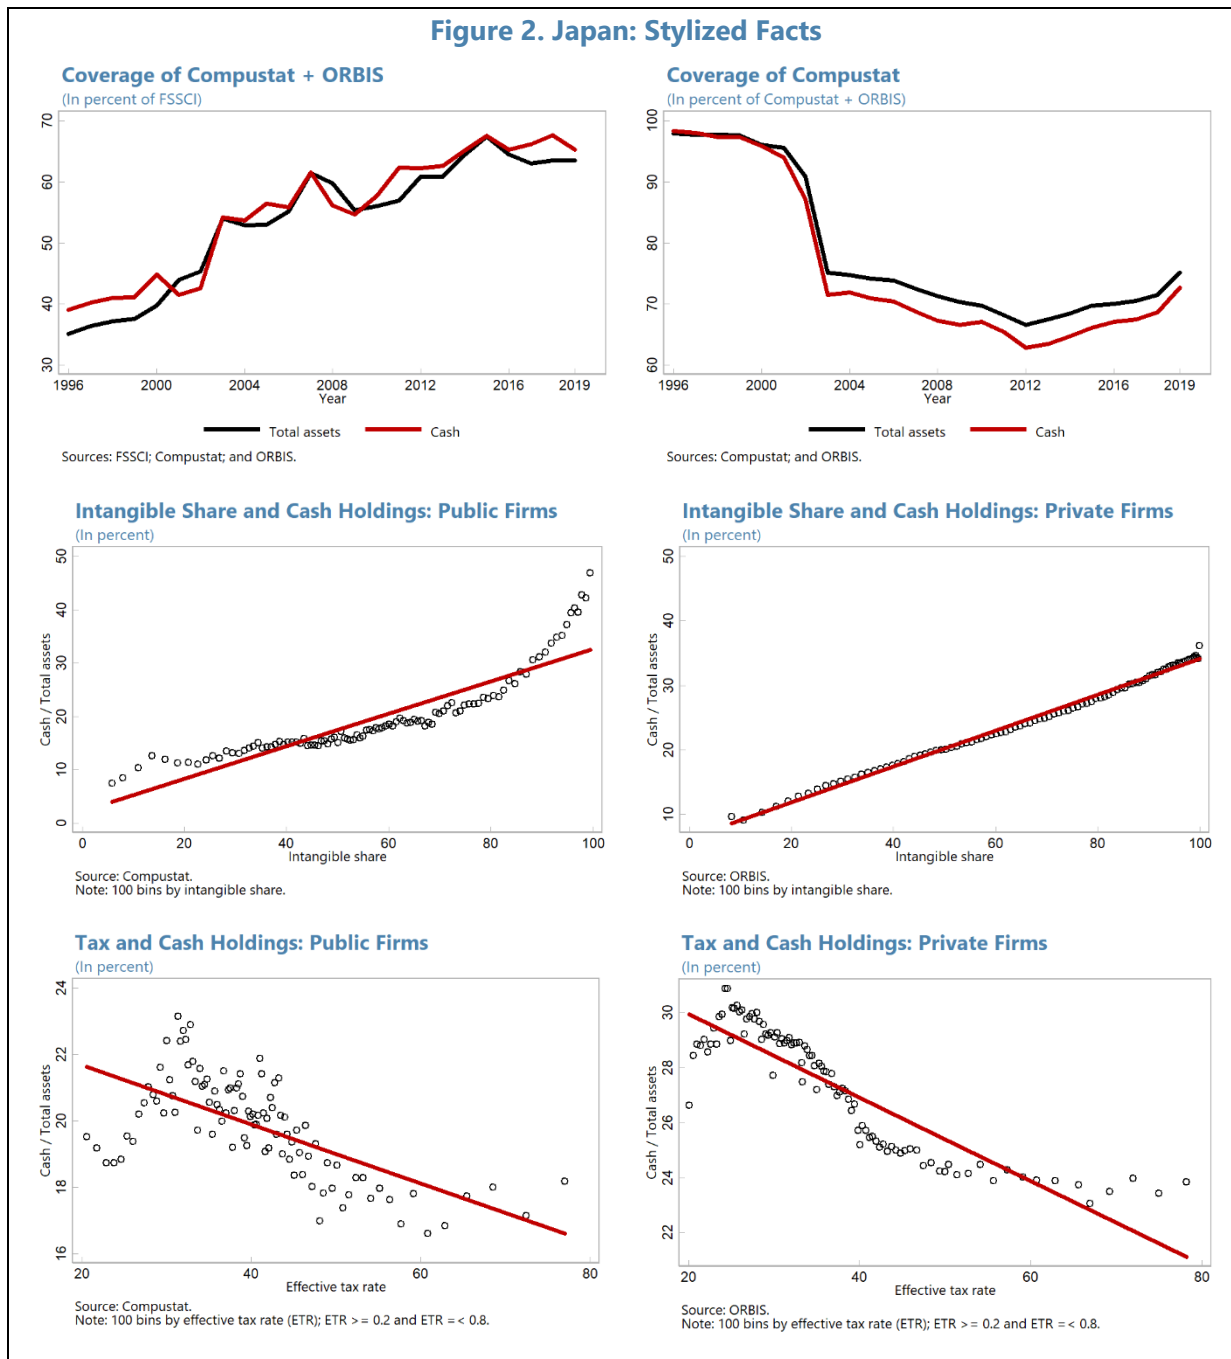 Figure 2. Japan: Stylized Facts
Coverage of Compustat + ORBIS
(In percent of FSSCI)
70
60
50
40
30
1996 2000 2004 2008 2012 2016 2019
Year
Total assets Cash
Sources: FSSCI; Compustat; and ORBIS.
Coverage of Compustat
(In percent of Compustat + ORBIS)
100
90
80
70
60
1996 2000 2004 2008 2012 2016 2019
Year
Total assets Cash
Sources: Compustat; and ORBIS.
Intangible Share and Cash Holdings: Public Firms
(In percent)
Cash / Total assets
50
40
30
20
10
0
0 20 40 60 80 100
Intangible share
Source: Compustat.
Note: 100 bins by intangible share.
Intangible Share and Cash Holdings: Private Firms
(In percent)
Cash / Total assets
50
40
30
20
10
0 20 40 60 80 100
Intangible share
Source: ORBIS.
Note: 100 bins by intangible share.
Tax and Cash Holdings: Public Firms
(In percent)
Cash / Total assets
24
22
20
18
16
20 40 60 80
Effective tax rate
Source: Compustat.
Note: 100 bins by effective tax rate (ETR); ETR >= 0.2 and ETR =< 0.8.
Tax and Cash Holdings: Private Firms
(In percent)
Cash / Total assets
30
28
26
24
22
20 40 60 80
Effective tax rate
Source: ORBIS.
Note: 100 bins by effective tax rate (ETR); ETR >= 0.2 and ETR =< 0.8.